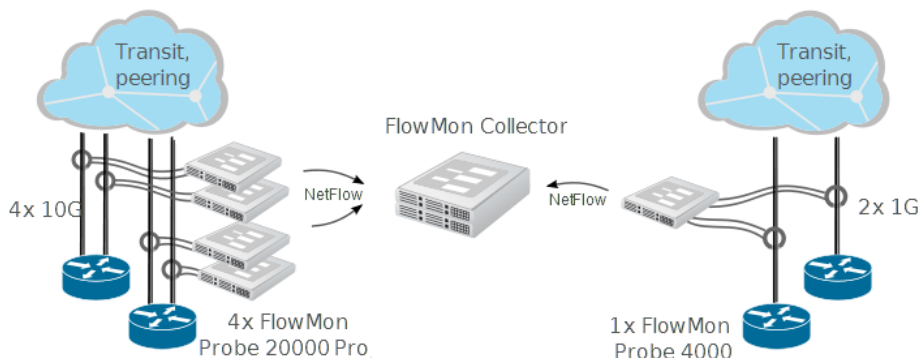 Transit,
peering
4x 10G
4x FlowMon
Probe 20000 Pro.
FlowMon Collector
NetFlow
NetFlow
NetFlow
Transit,
peering
2x 1G
1x FlowMon
Probe 4000